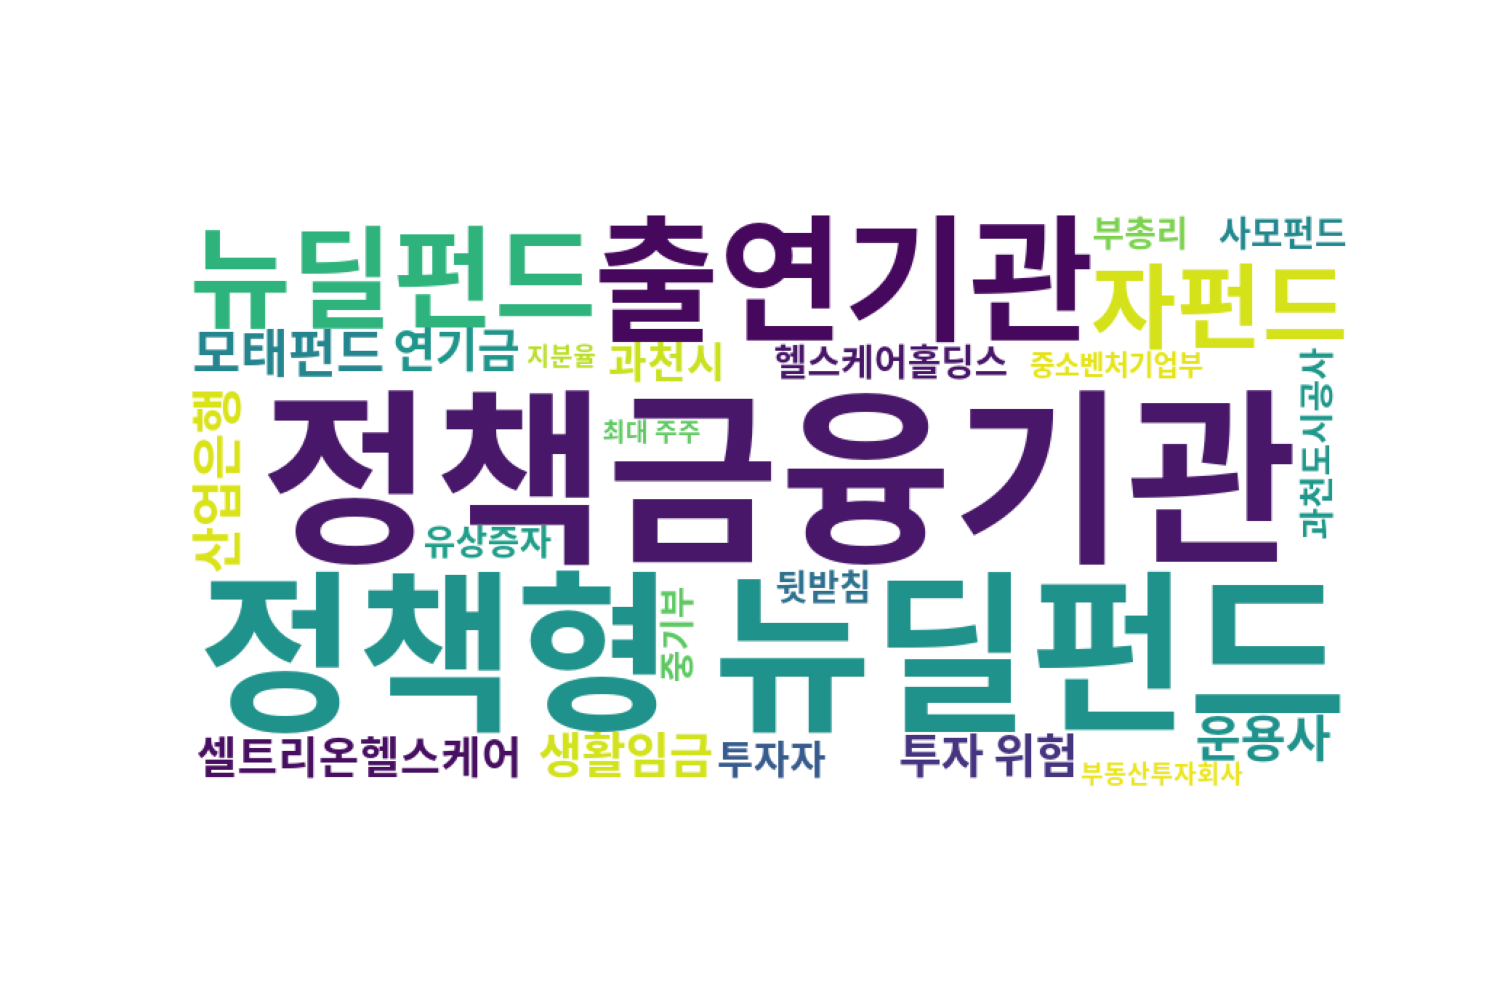 뉴딜펀드
출연기관
부총리
사모펀드
자펀드
모태펀드
연기금
지분율
과천시
헬스케어홀딩스
중소벤처기업부
산업은행
정책금융기관
최대 주주
과천도시공사
유상증자
정책형 뉴딜펀드
뒷받침
중기부
셀트리온헬스케어
생활임금
투자자
투자 위험
운용사
부동산투자회사